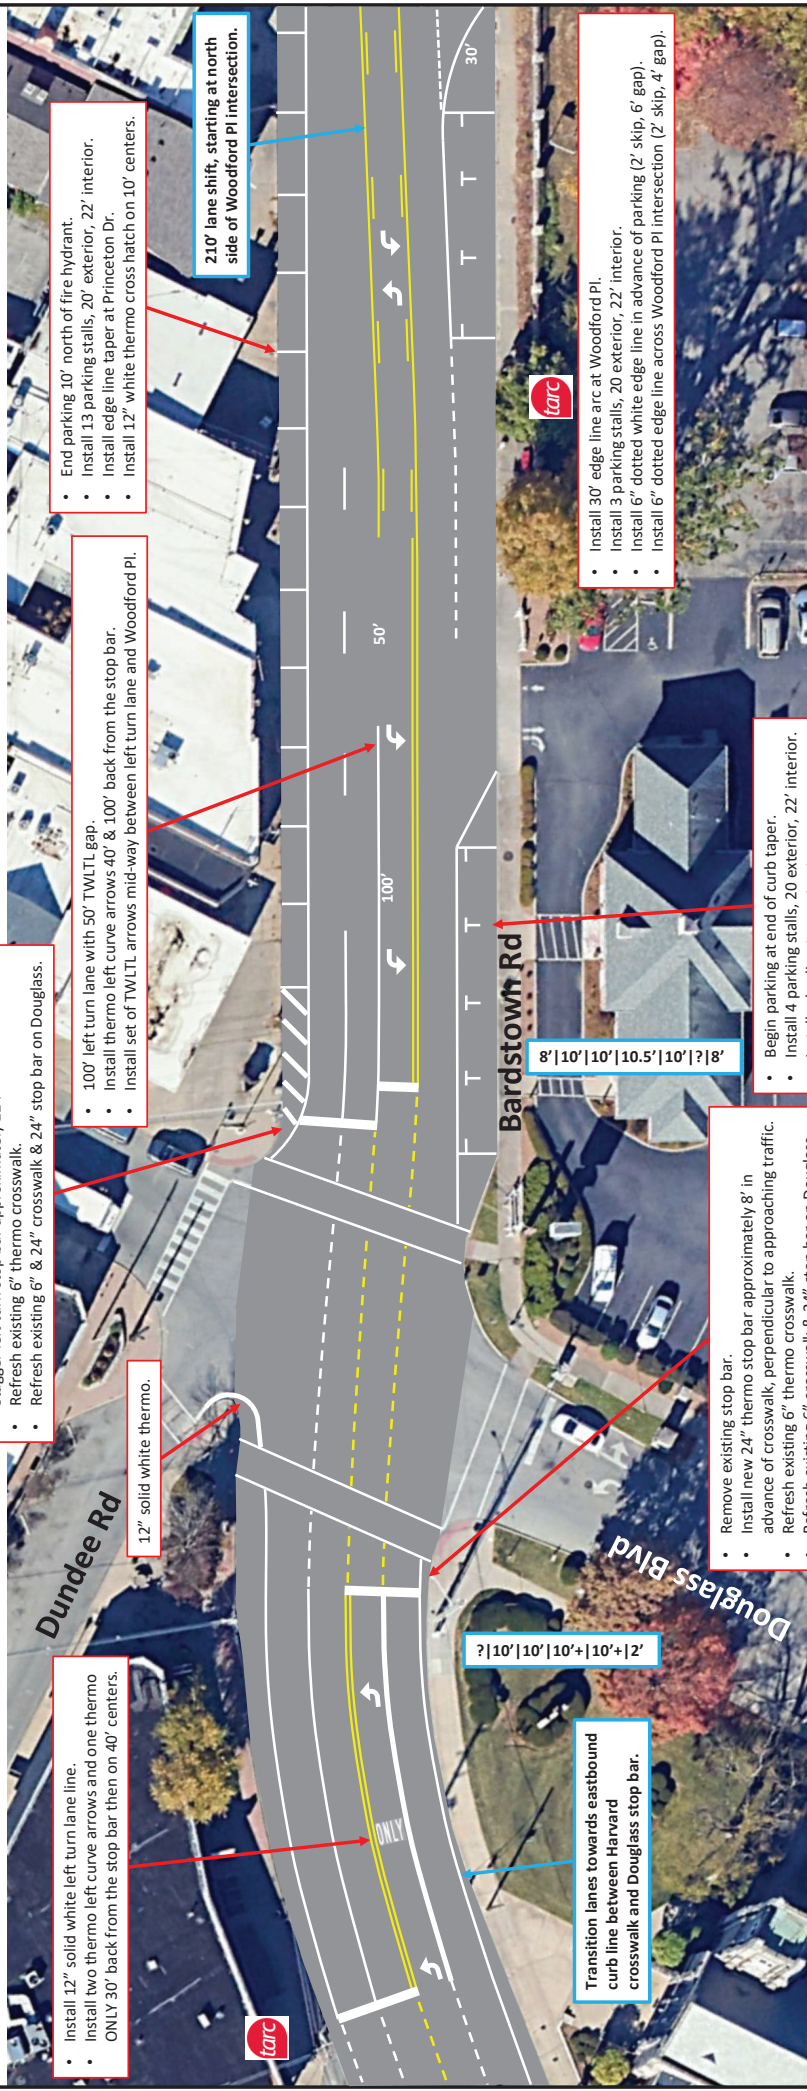 • Install 12” solid white left turn lane line.
• Install two thermo left curve arrows and one thermo
ONLY 30’ back from the stop bar then on 40’ centers.
Dundee Rd
12” solid white thermo.
• Refresh existing 6” thermo crosswalk.
• Refresh existing 6” & 24” crosswalk & 24” stop bar on Douglass.
• 100’ left turn lane with 50’ TWLTL gap.
• Install thermo left curve arrows 40’ & 100’ back from the stop bar.
• Install set of TWLTL arrows mid-way between left turn lane and Woodford Pl.
• End parking 10’ north of fire hydrant.
• Install 13 parking stalls, 20’ exterior, 22’ interior.
• Install edge line taper at Princeton Dr.
• Install 12” white thermo cross hatch on 10’ centers.
210’ lane shift, starting at north
side of Woodford Pl intersection.
tarc
ONLY
100’
50’
30’
T
T
T
T
T
T
Transition lanes towards eastbound
curb line between Harvard
crosswalk and Douglass stop bar.
?|10’|10’|10’+|10’+|2’
Douglass Blvd
• Remove existing stop bar.
• Install new 24” thermo stop bar approximately 8’ in
advance of crosswalk, perpendicular to approaching traffic.
• Refresh existing 6” thermo crosswalk.
Bardstown Rd
8’|10’|10’|10.5’|10’|?|8’
• Begin parking at end of curb taper.
• Install 4 parking stalls, 20 exterior, 22’ interior.
tarc
• Install 30’ edge line arc at Woodford Pl.
• Install 3 parking stalls, 20 exterior, 22’ interior.
• Install 6” dotted white edge line in advance of parking (2’ skip, 6’ gap).
• Install 6” dotted edge line across Woodford Pl intersection (2’ skip, 4’ gap).